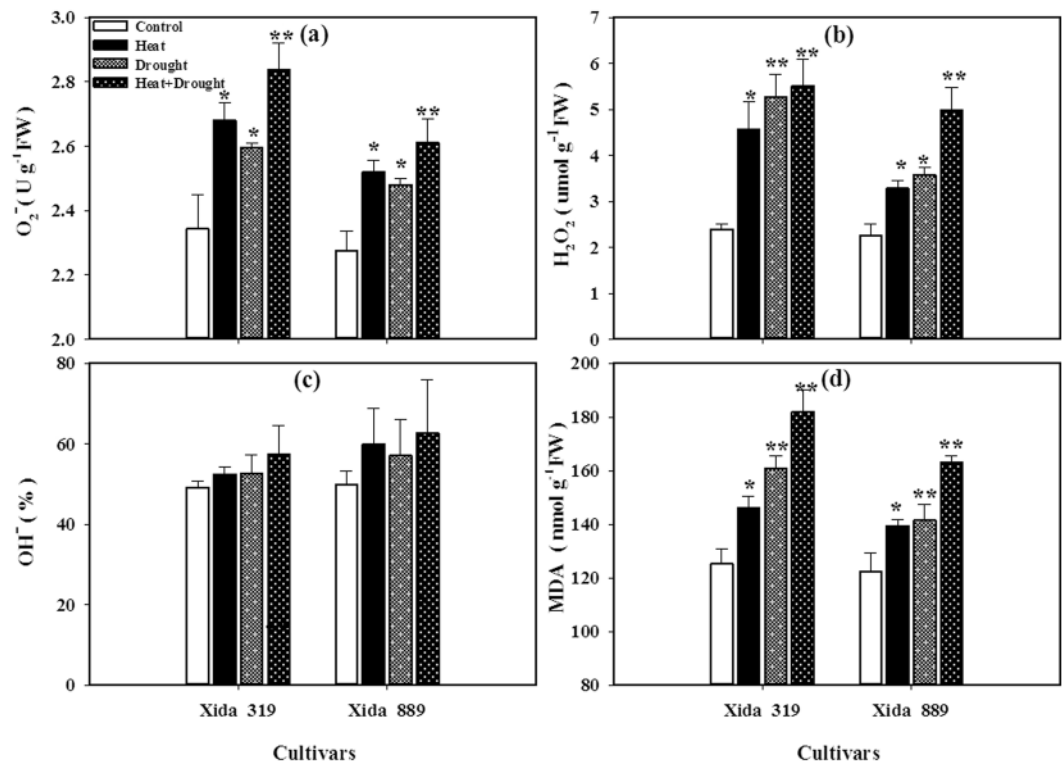 (a)
Control
Heat
Drought
Heat+Drought
O₂⁻ ( U g⁻¹FW)
3.0
2.8
2.6
2.4
2.2
2.0
* * ** * * **
(b)
H₂O₂ ( umol g⁻¹FW)
7
6
5
4
3
2
1
0
* ** ** * * **
(c)
OH⁻ ( % )
80
60
40
20
0
Xida 319 Xida 889
Cultivars
(d)
MDA ( nmol g⁻¹FW)
200
180
160
140
120
100
80
* ** ** * ** **
Xida 319 Xida 889
Cultivars